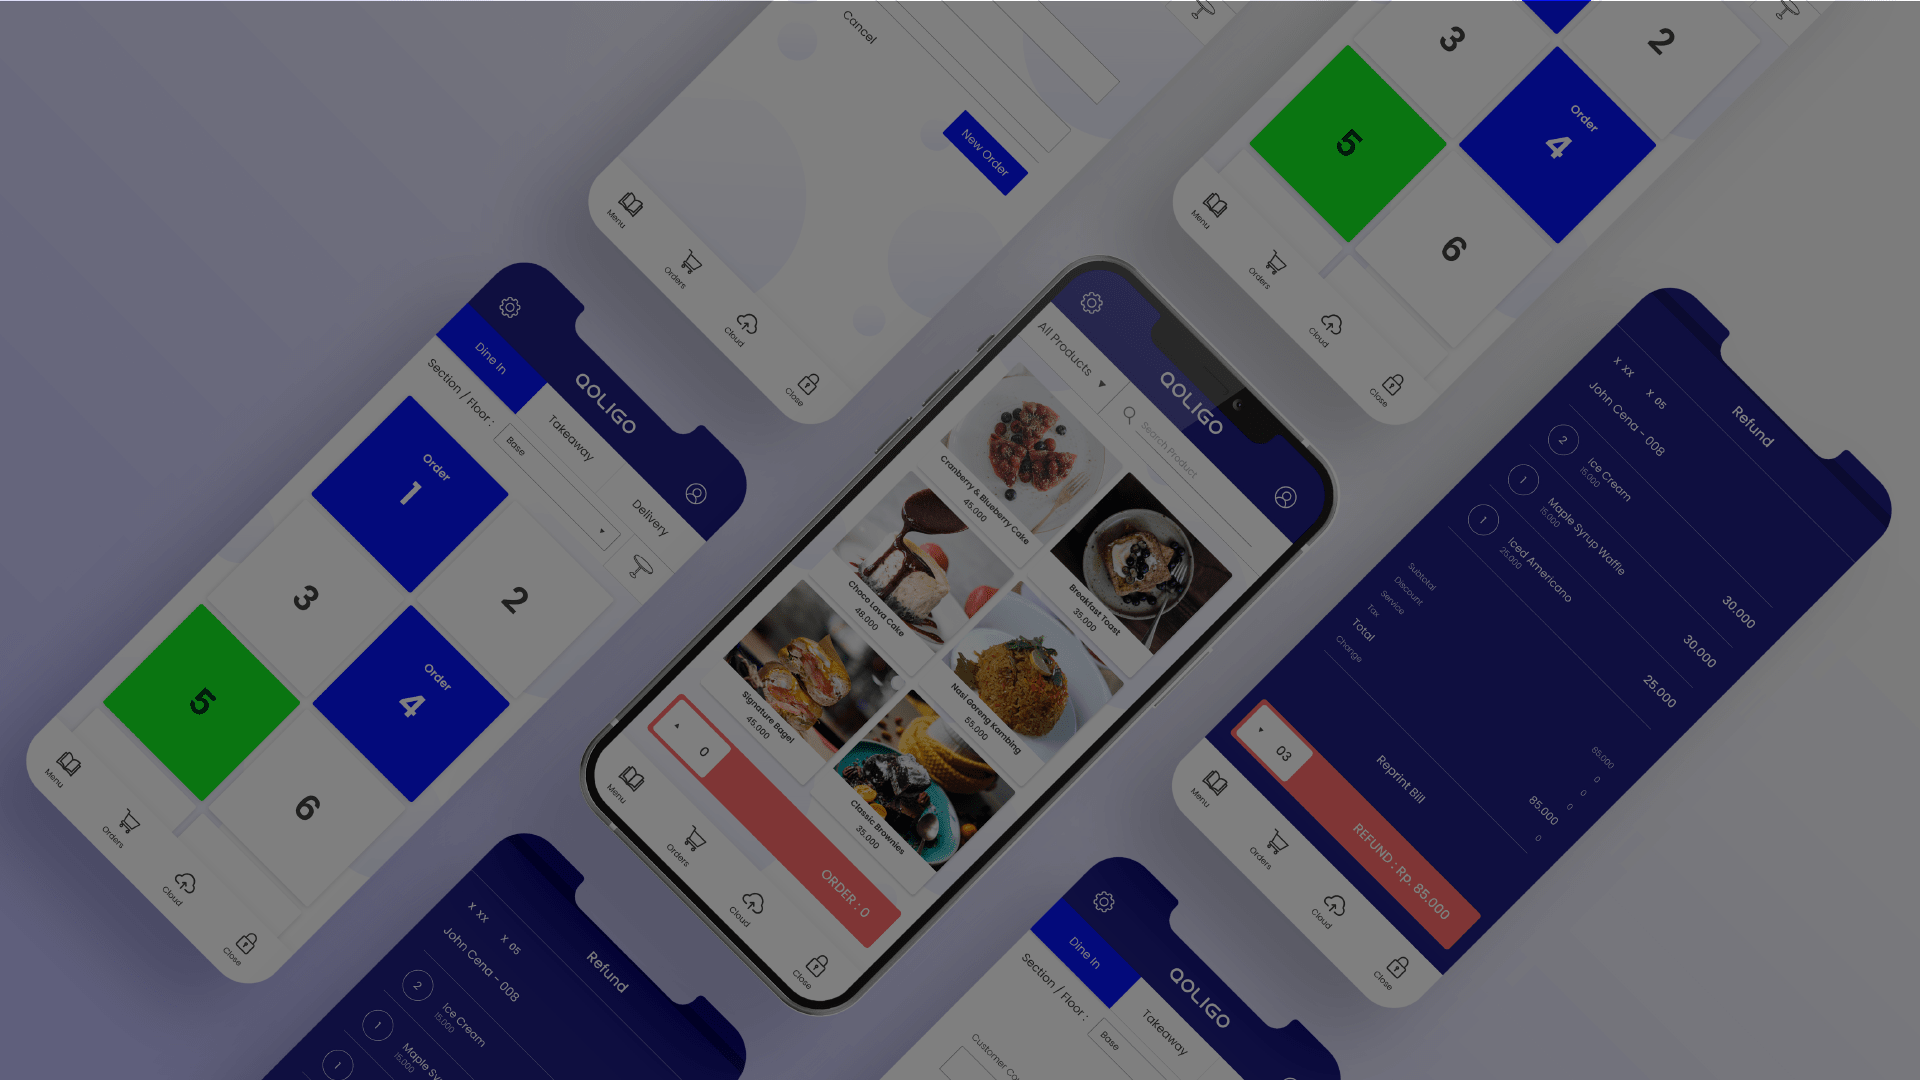 Cancel
New Order
Menu
Orders
Cloud
Close
3
2
5
Order
4
6
Menu
Orders
Cloud
Close
QOLIGO
Dine In
Takeaway
Delivery
Section / Floor :
Base
Order
1
2
3
Order
4
5
6
Menu
Orders
Cloud
Close
QOLIGO
All Products
Search Product
Cranberry & Blueberry Cake
45.000
Breakfast Toast
35.000
Choco Lava Cake
48.000
Nasi Goreng Kambing
55.000
Signature Bagel
45.000
Classic Brownies
35.000
0
ORDER : 0
Menu
Orders
Cloud
Close
Refund
X XX
X 05
John Cena - 008
2
Ice Cream
15.000
30.000
1
Maple Syrup Waffle
15.000
30.000
1
Iced Americano
25.000
25.000
Subtotal
85.000
Discount
0
Service
0
Tax
0
Total
85.000
Change
0
Reprint Bill
03
REFUND : Rp. 85.000
Menu
Orders
Cloud
Close
Refund
X XX
X 05
John Cena - 008
2
Ice Cream
15.000
1
Maple Sy
15.000
1
QOLIGO
Dine In
Takeaway
Section / Floor :
Base
Customer Co